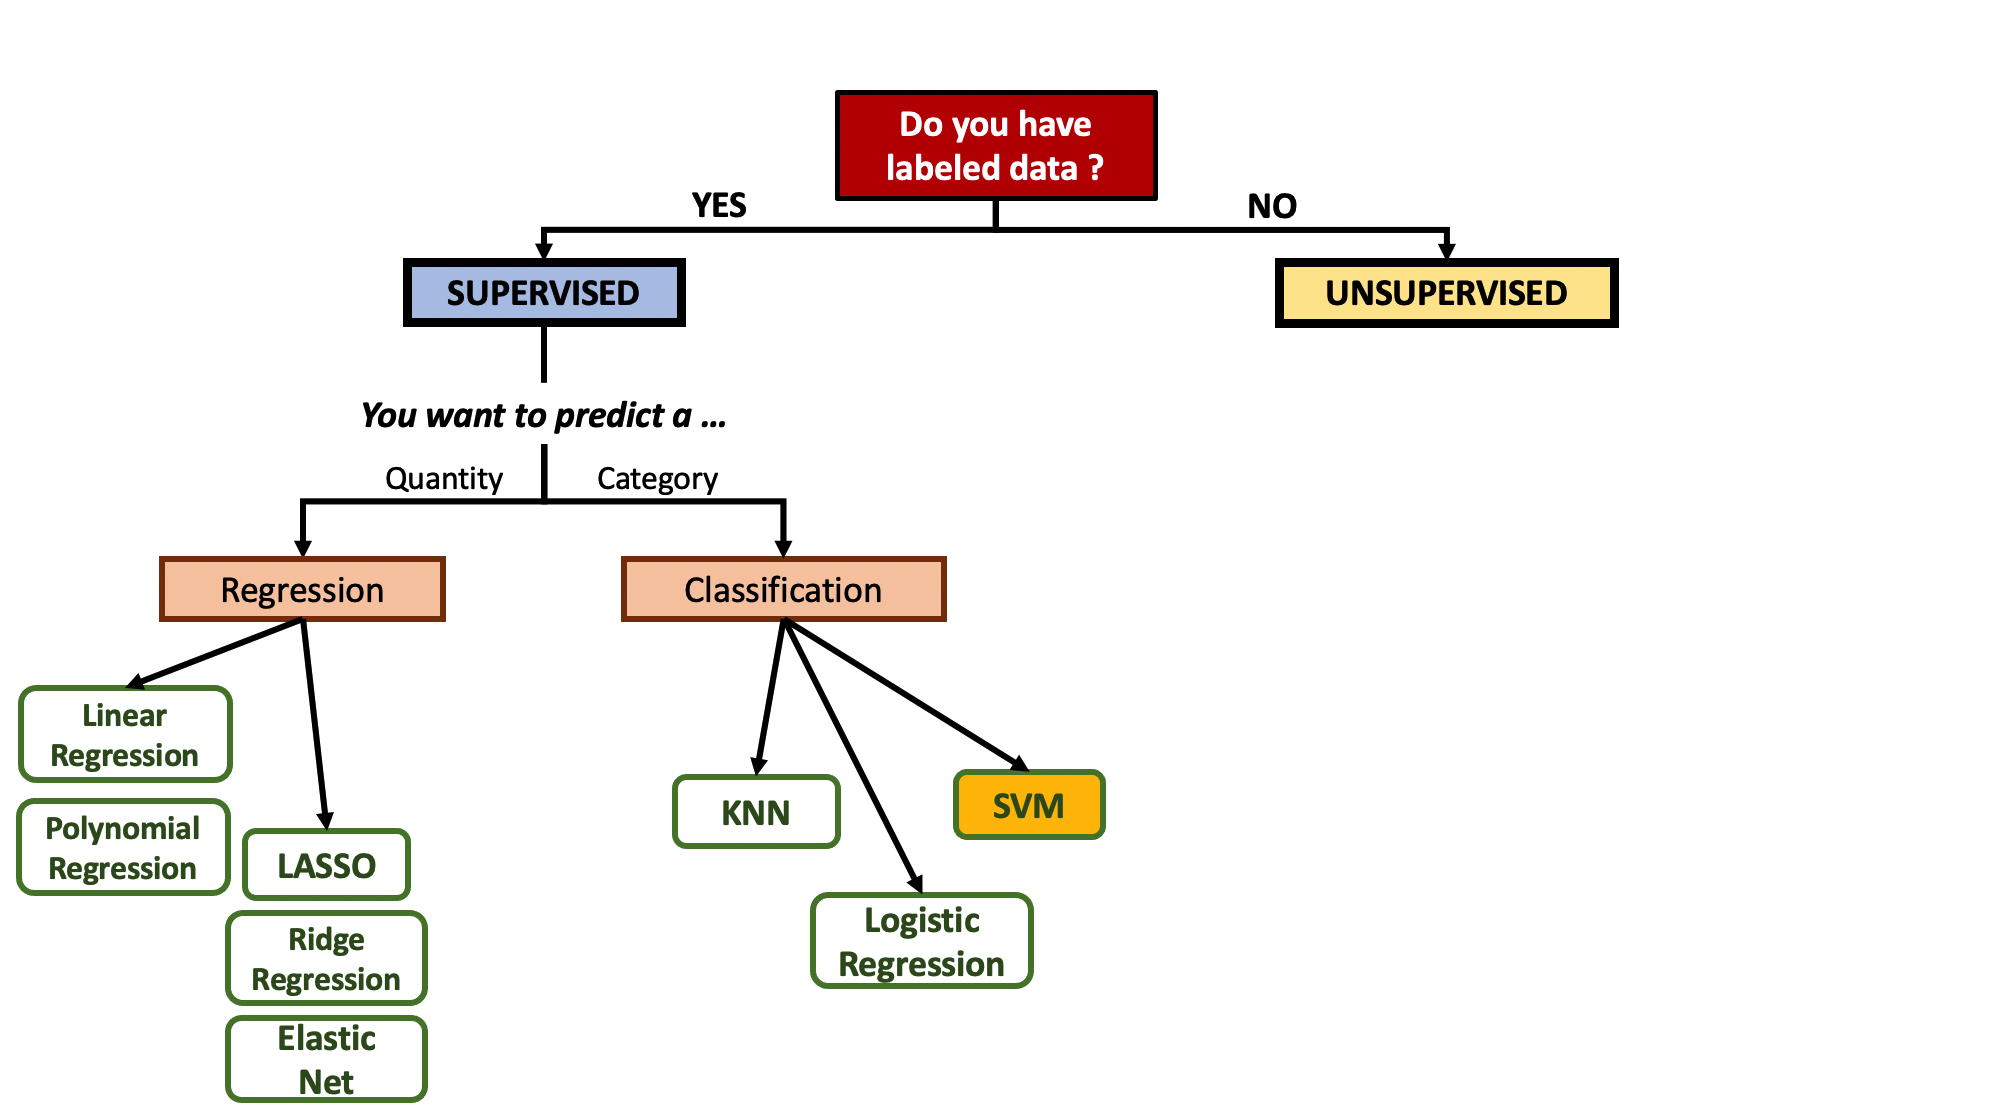 Do you have
labeled data ?
YES
NO
SUPERVISED
UNSUPERVISED
You want to predict a ...
Quantity
Category
Regression
Classification
Linear
Regression
Polynomial
Regression
LASSO
Ridge
Regression
Elastic
Net
KNN
SVM
Logistic
Regression